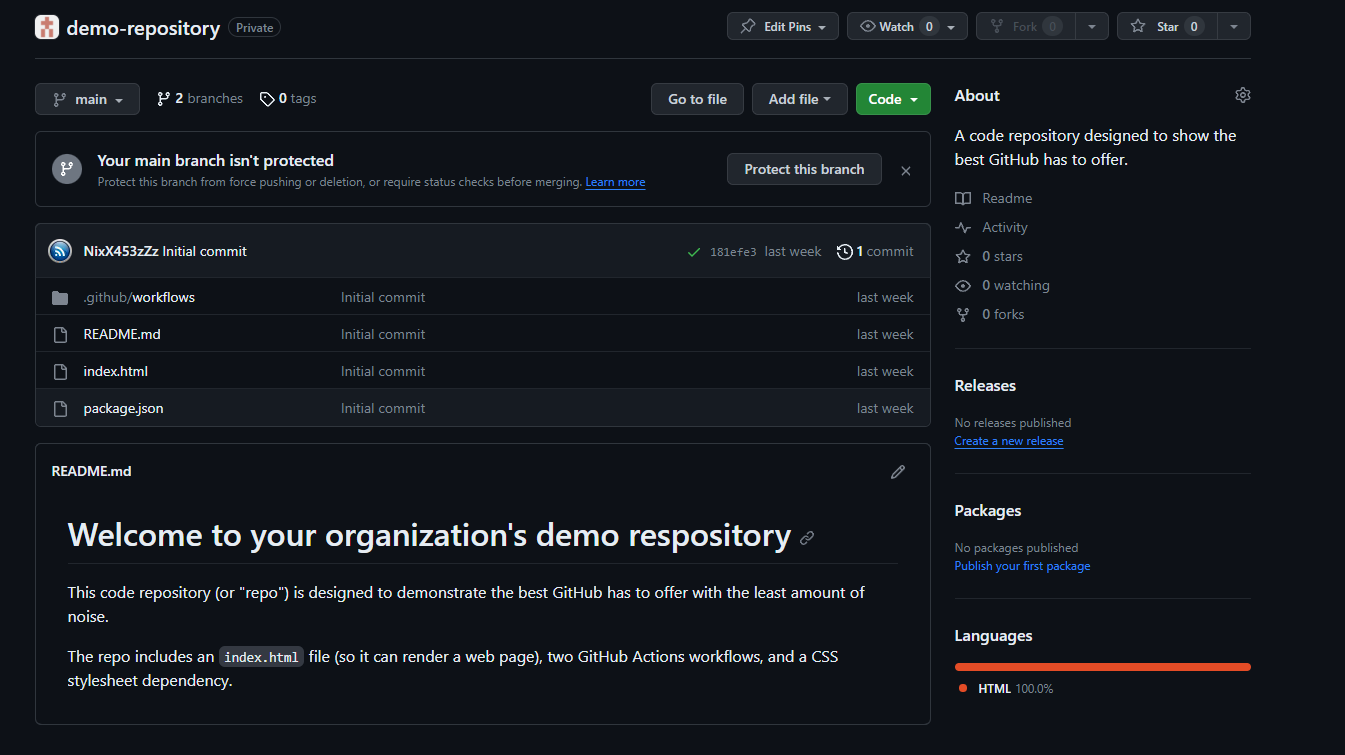 demo-repository Private
Edit Pins
Watch 0
Fork 0
Star 0
main
2 branches
0 tags
Go to file
Add file
Code
Your main branch isn't protected
Protect this branch from force pushing or deletion, or require status checks before merging. Learn more
Protect this branch
NixX453zZz Initial commit
181efe3 last week
1 commit
.github/workflows Initial commit last week
README.md Initial commit last week
index.html Initial commit last week
package.json Initial commit last week
README.md
Welcome to your organization's demo respository
This code repository (or "repo") is designed to demonstrate the best GitHub has to offer with the least amount of
noise.
The repo includes an index.html file (so it can render a web page), two GitHub Actions workflows, and a CSS
stylesheet dependency.
About
A code repository designed to show the
best GitHub has to offer.
Readme
Activity
0 stars
0 watching
0 forks
Releases
No releases published
Create a new release
Packages
No packages published
Publish your first package
Languages
HTML 100.0%